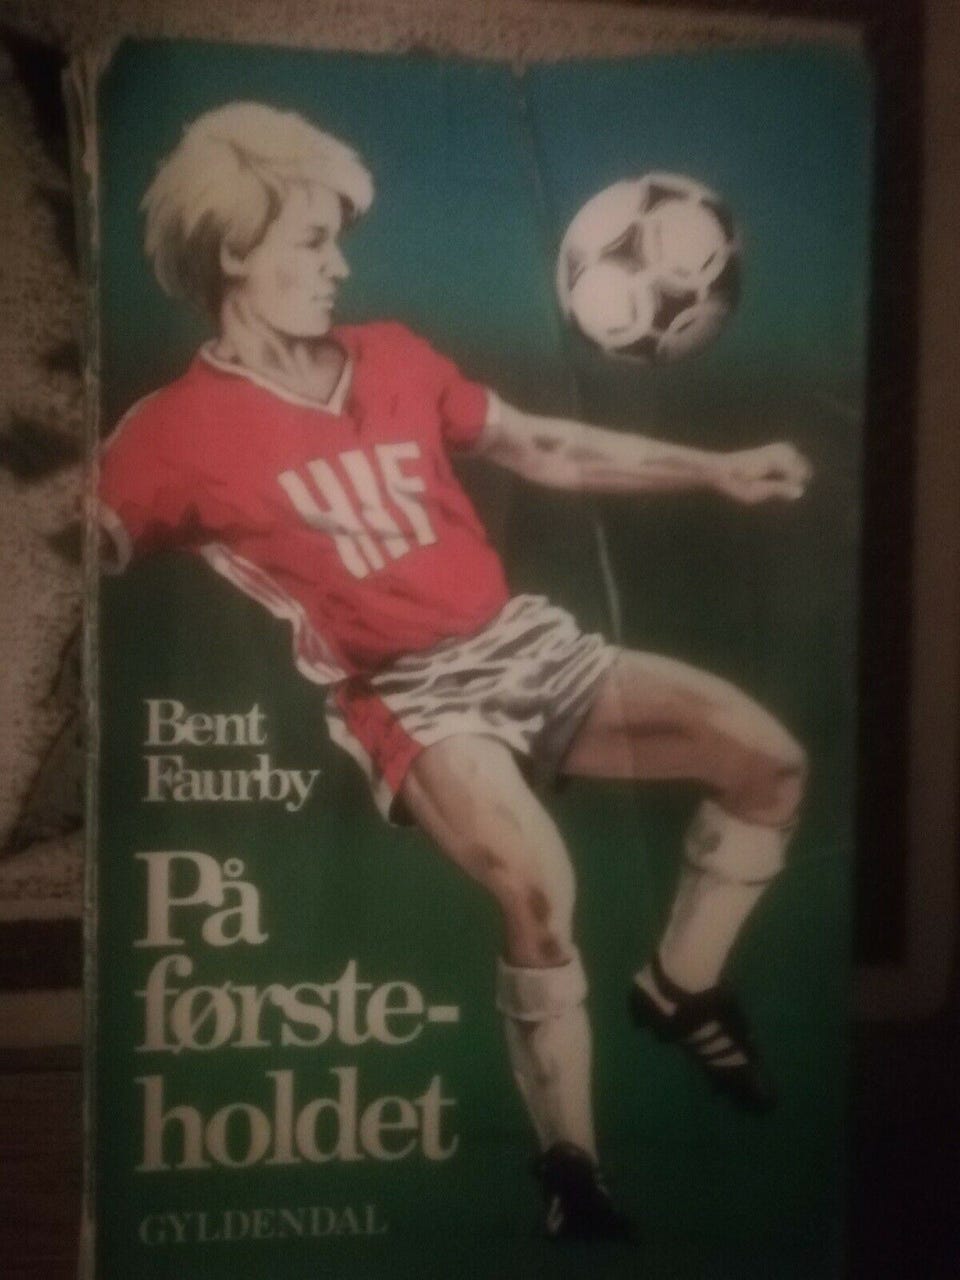 HIF
Bent
Faurby
På
første-
holdet
GYLDENDAL